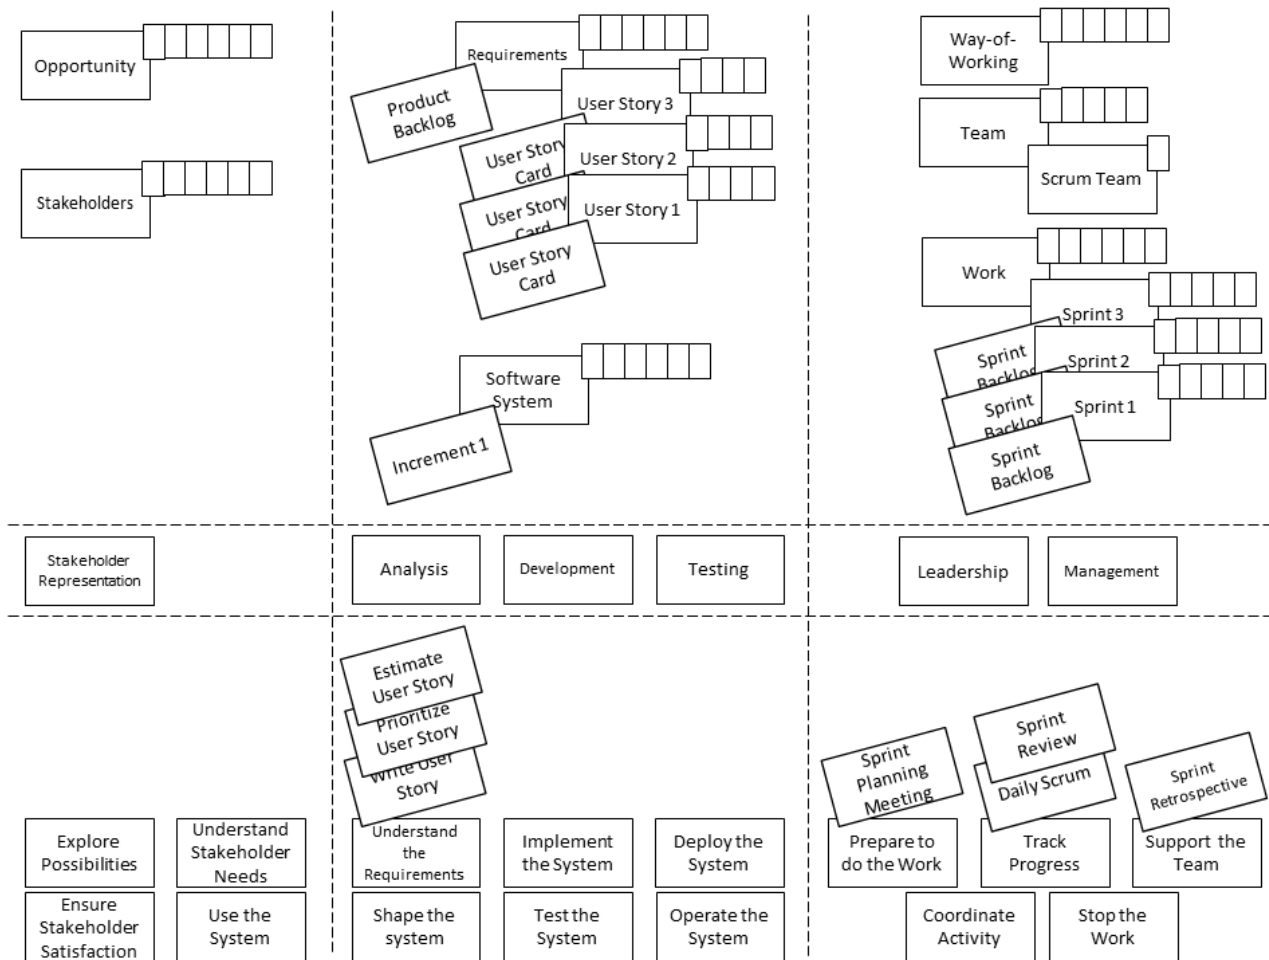 Opportunity
Stakeholders
Requirements
Product
Backlog
User Story 3
User Story
Card
User Story 2
User Story
Card
User Story 1
User Story
Card
Software
System
Increment 1
Way-of-
Working
Team
Scrum Team
Work
Sprint 3
Sprint
Backlog
Sprint 2
Sprint
Backlog
Sprint 1
Sprint
Backlog
Stakeholder
Representation
Analysis
Development
Testing
Leadership
Management
Estimate
User Story
Prioritize
User Story
Write User
Story
Sprint
Planning
Meeting
Sprint
Review
Daily Scrum
Sprint
Retrospective
Explore
Possibilities
Understand
Stakeholder
Needs
Understand
the
Requirements
Implement
the System
Deploy the
System
Prepare to
do the Work
Track
Progress
Support the
Team
Ensure
Stakeholder
Satisfaction
Use the
System
Shape the
system
Test the
System
Operate the
System
Coordinate
Activity
Stop the
Work